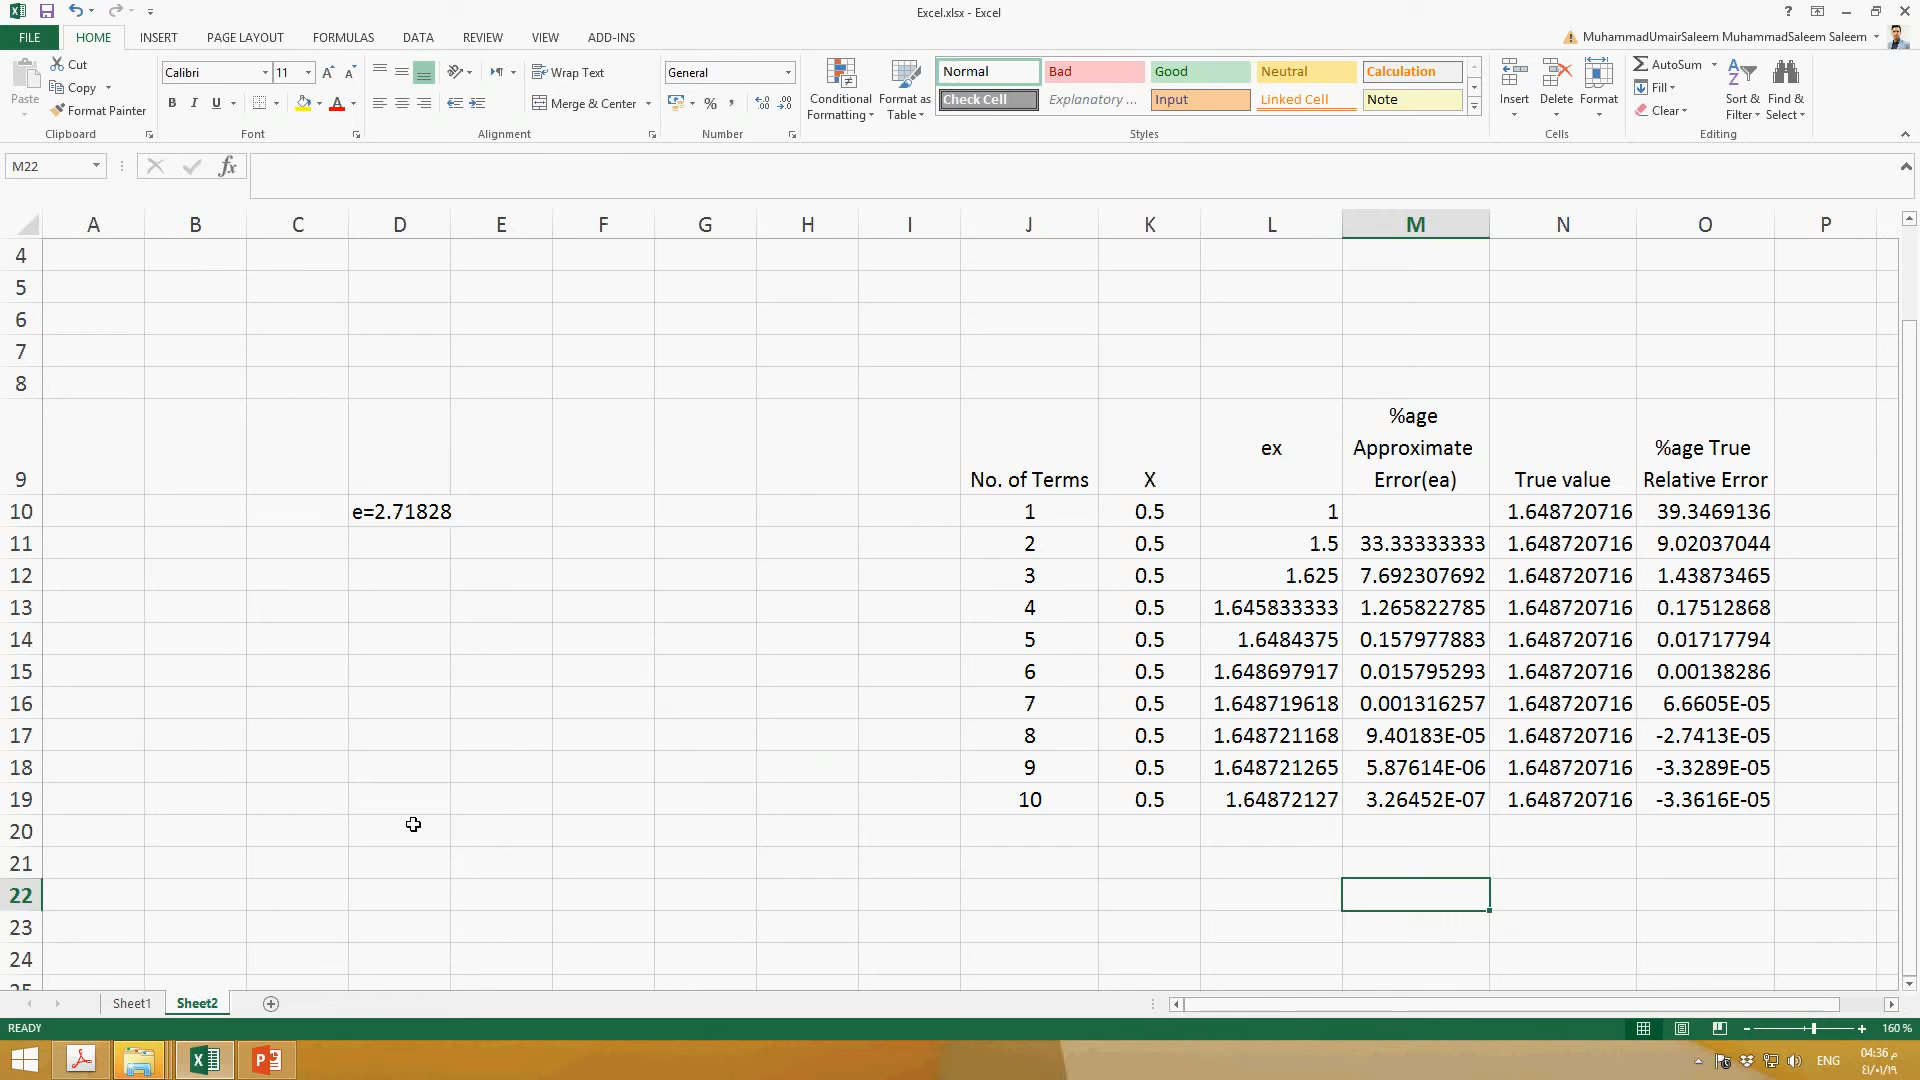 Excel.xlsx - Excel
FILE HOME INSERT PAGE LAYOUT FORMULAS DATA REVIEW VIEW ADD-INS
MuhammadUmairSaleem MuhammadSaleem Saleem
Paste
Cut
Copy
Format Painter
Clipboard
Calibri 11
B I U
Font
Wrap Text
Merge & Center
Alignment
General
%
Number
Conditional Formatting
Format as Table
Normal Bad Good Neutral Calculation
Check Cell Explanatory ... Input Linked Cell Note
Styles
Insert Delete Format
Cells
AutoSum
Fill
Clear
Sort & Filter
Find & Select
Editing
M22
fx
A B C D E F G H I J K L M N O P
4
5
6
7
8
9 No. of Terms X ex %age Approximate Error(ea) True value %age True Relative Error
10 e=2.71828 1 0.5 1 1.648720716 39.3469136
11 2 0.5 1.5 33.33333333 1.648720716 9.02037044
12 3 0.5 1.625 7.692307692 1.648720716 1.43873465
13 4 0.5 1.645833333 1.265822785 1.648720716 0.17512868
14 5 0.5 1.6484375 0.157977883 1.648720716 0.01717794
15 6 0.5 1.648697917 0.015795293 1.648720716 0.00138286
16 7 0.5 1.648719618 0.001316257 1.648720716 6.6605E-05
17 8 0.5 1.648721168 9.40183E-05 1.648720716 -2.7413E-05
18 9 0.5 1.648721265 5.87614E-06 1.648720716 -3.3289E-05
19 10 0.5 1.64872127 3.26452E-07 1.648720716 -3.3616E-05
20
21
22
23
24
25
Sheet1 Sheet2
READY
160 %
ENG
04:36 م
٤١/٠١/١٩